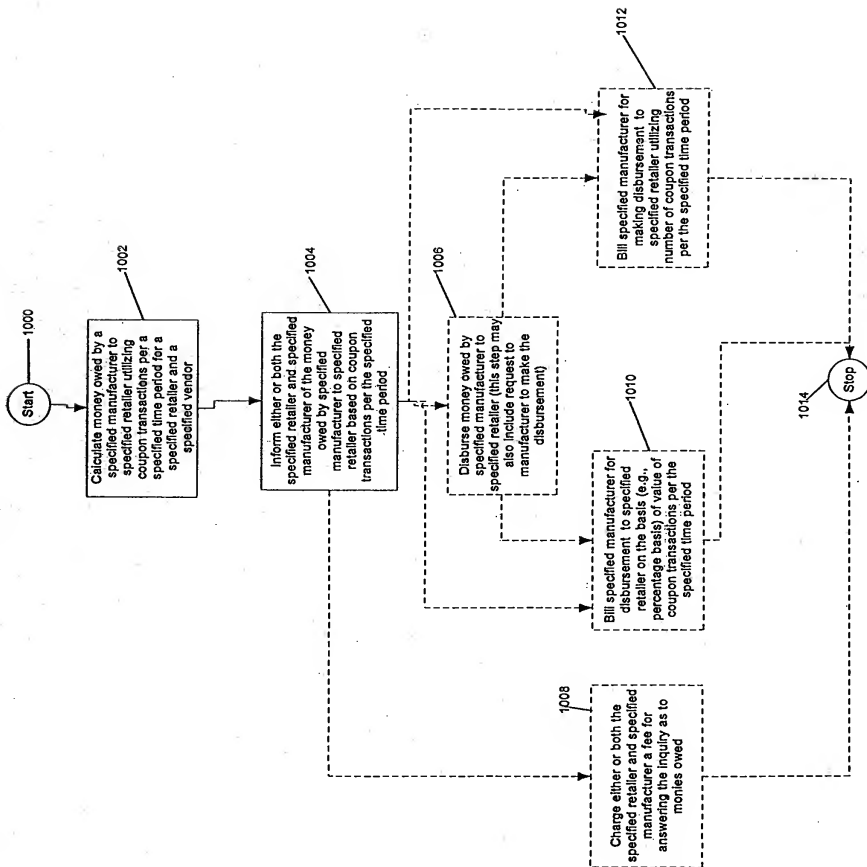 Start
1000
Calculate money owed by a
specified manufacturer to
specified retailer utilizing
coupon transactions per a
specified time period for a
specified retailer and a
specified vendor
1002
Inform either or both the
specified retailer and specified
manufacturer of the money
owed by specified
manufacturer to specified
retailer based on coupon
transactions per the specified
time period
1004
Disburse money owed by
specified manufacturer to
specified retailer (this step may
also include request to
manufacturer to make the
disbursement)
1006
Charge either or both the
specified retailer and specified
manufacturer a fee for
answering the inquiry as to
monies owed
1008
Bill specified manufacturer for
disbursement to specified
retailer on the basis (e.g.,
percentage basis) of value of
coupon transactions per the
specified time period
1010
Bill specified manufacturer for
making disbursement to
specified retailer utilizing
number of coupon transactions
per the specified time period
1012
Stop
1014